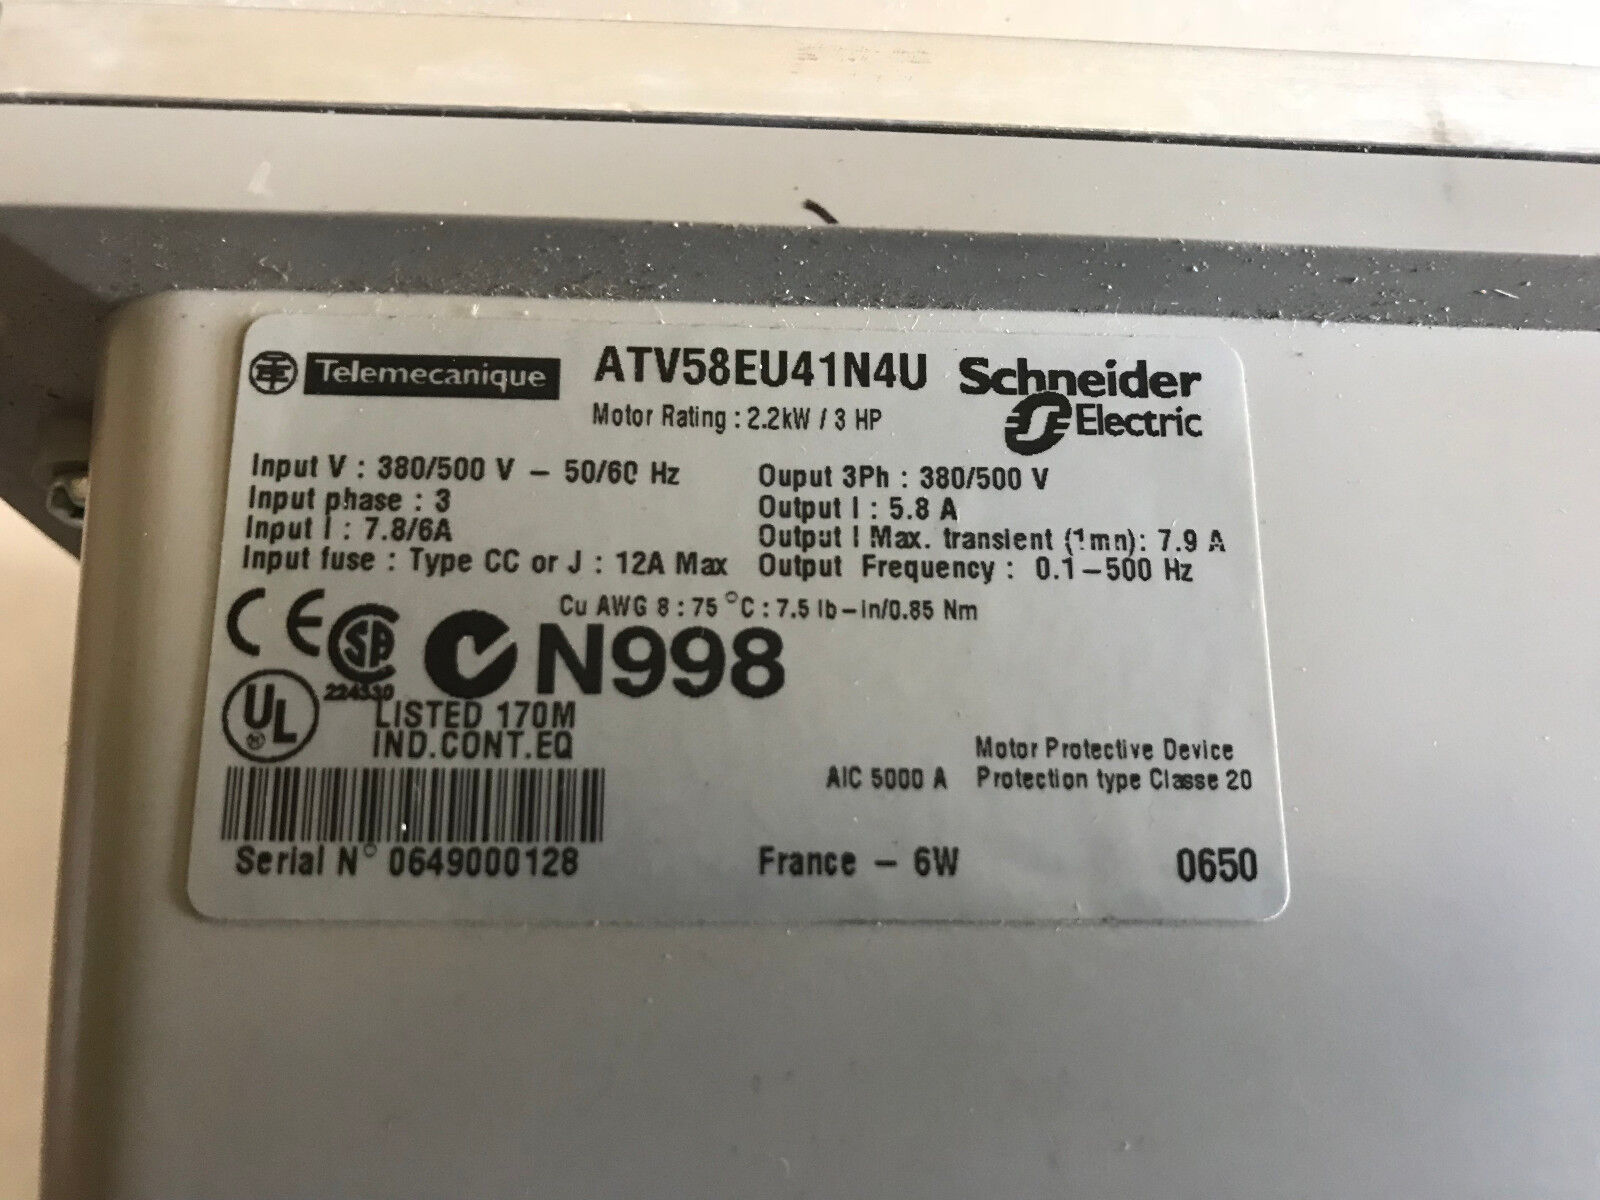 Telemecanique
ATV58EU41N4U
Schneider
Electric
Motor Rating : 2.2kW / 3 HP
Input V : 380/500 V – 50/60 Hz
Input phase : 3
Input I : 7.8/6A
Input fuse : Type CC or J : 12A Max
Ouput 3Ph : 380/500 V
Output I : 5.8 A
Output I Max. transient (1mn): 7.9 A
Output Frequency : 0.1–500 Hz
Cu AWG 8 : 75 °C : 7.5 lb–in/0.85 Nm
CE
SA
N998
224530
UL
®
LISTED 170M
IND.CONT.EQ
Motor Protective Device
AIC 5000 A Protection type Classe 20
Serial N° 0649000128
France – 6W
0650